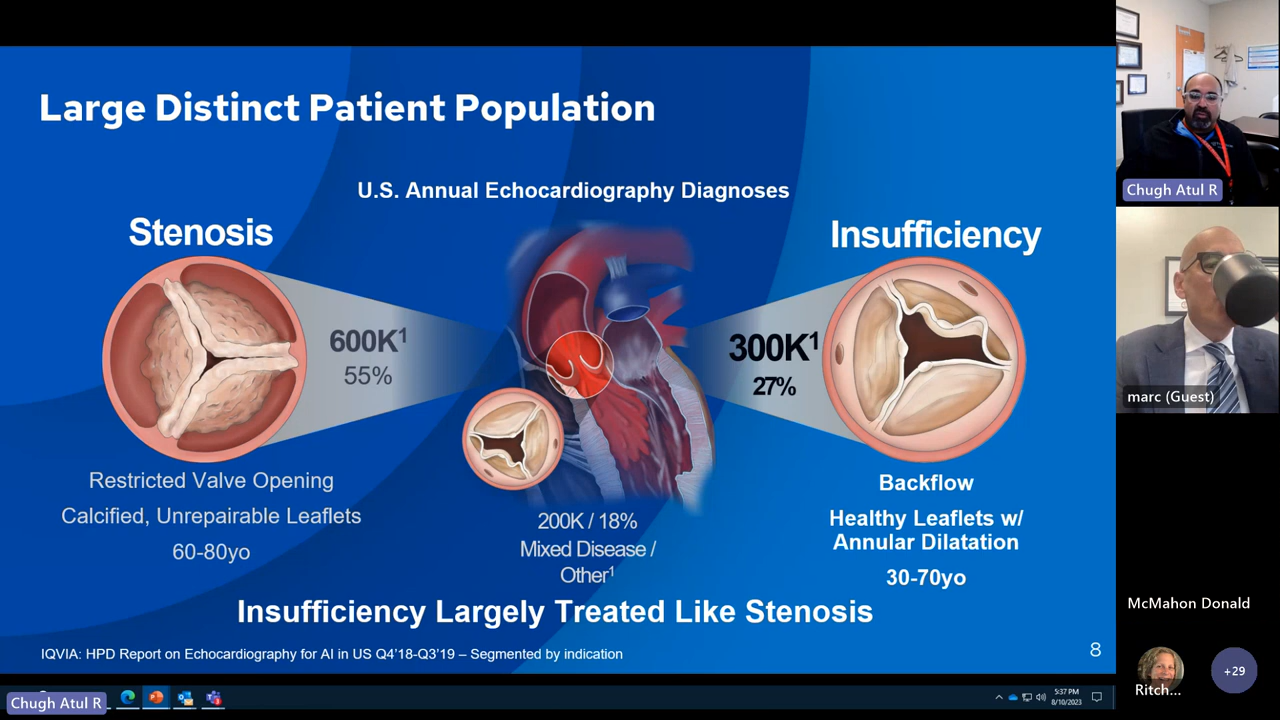 Large Distinct Patient Population
U.S. Annual Echocardiography Diagnoses
Stenosis
600K¹
55%
Restricted Valve Opening
Calcified, Unrepairable Leaflets
60-80yo
200K / 18%
Mixed Disease /
Other¹
Insufficiency
300K¹
27%
Backflow
Healthy Leaflets w/
Annular Dilatation
30-70yo
Insufficiency Largely Treated Like Stenosis
IQVIA: HPD Report on Echocardiography for AI in US Q4'18-Q3'19 – Segmented by indication
8
Chugh Atul R
marc (Guest)
McMahon Donald
Ritch...
+29
Chugh Atul R
5:37 PM
8/10/2023